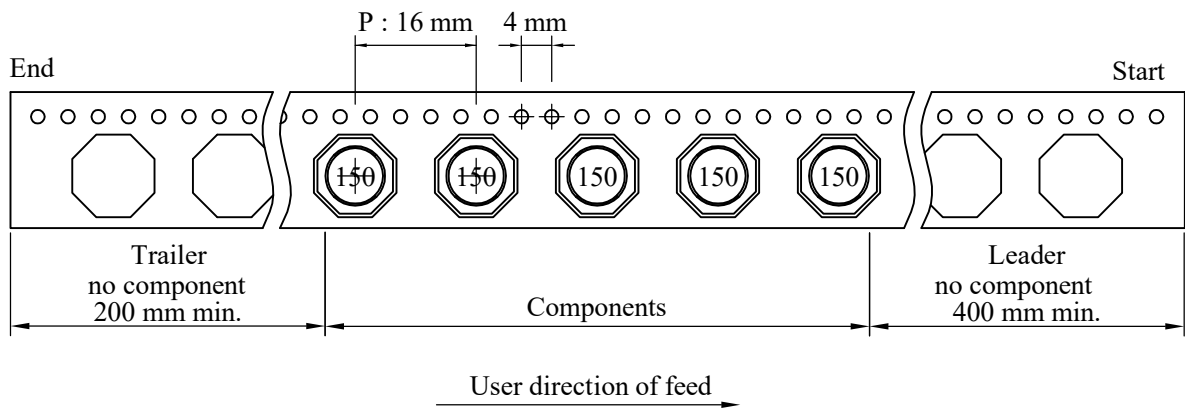 P : 16 mm
4 mm
End
Start
150
150
150
150
150
Trailer
no component
200 mm min.
Components
Leader
no component
400 mm min.
User direction of feed